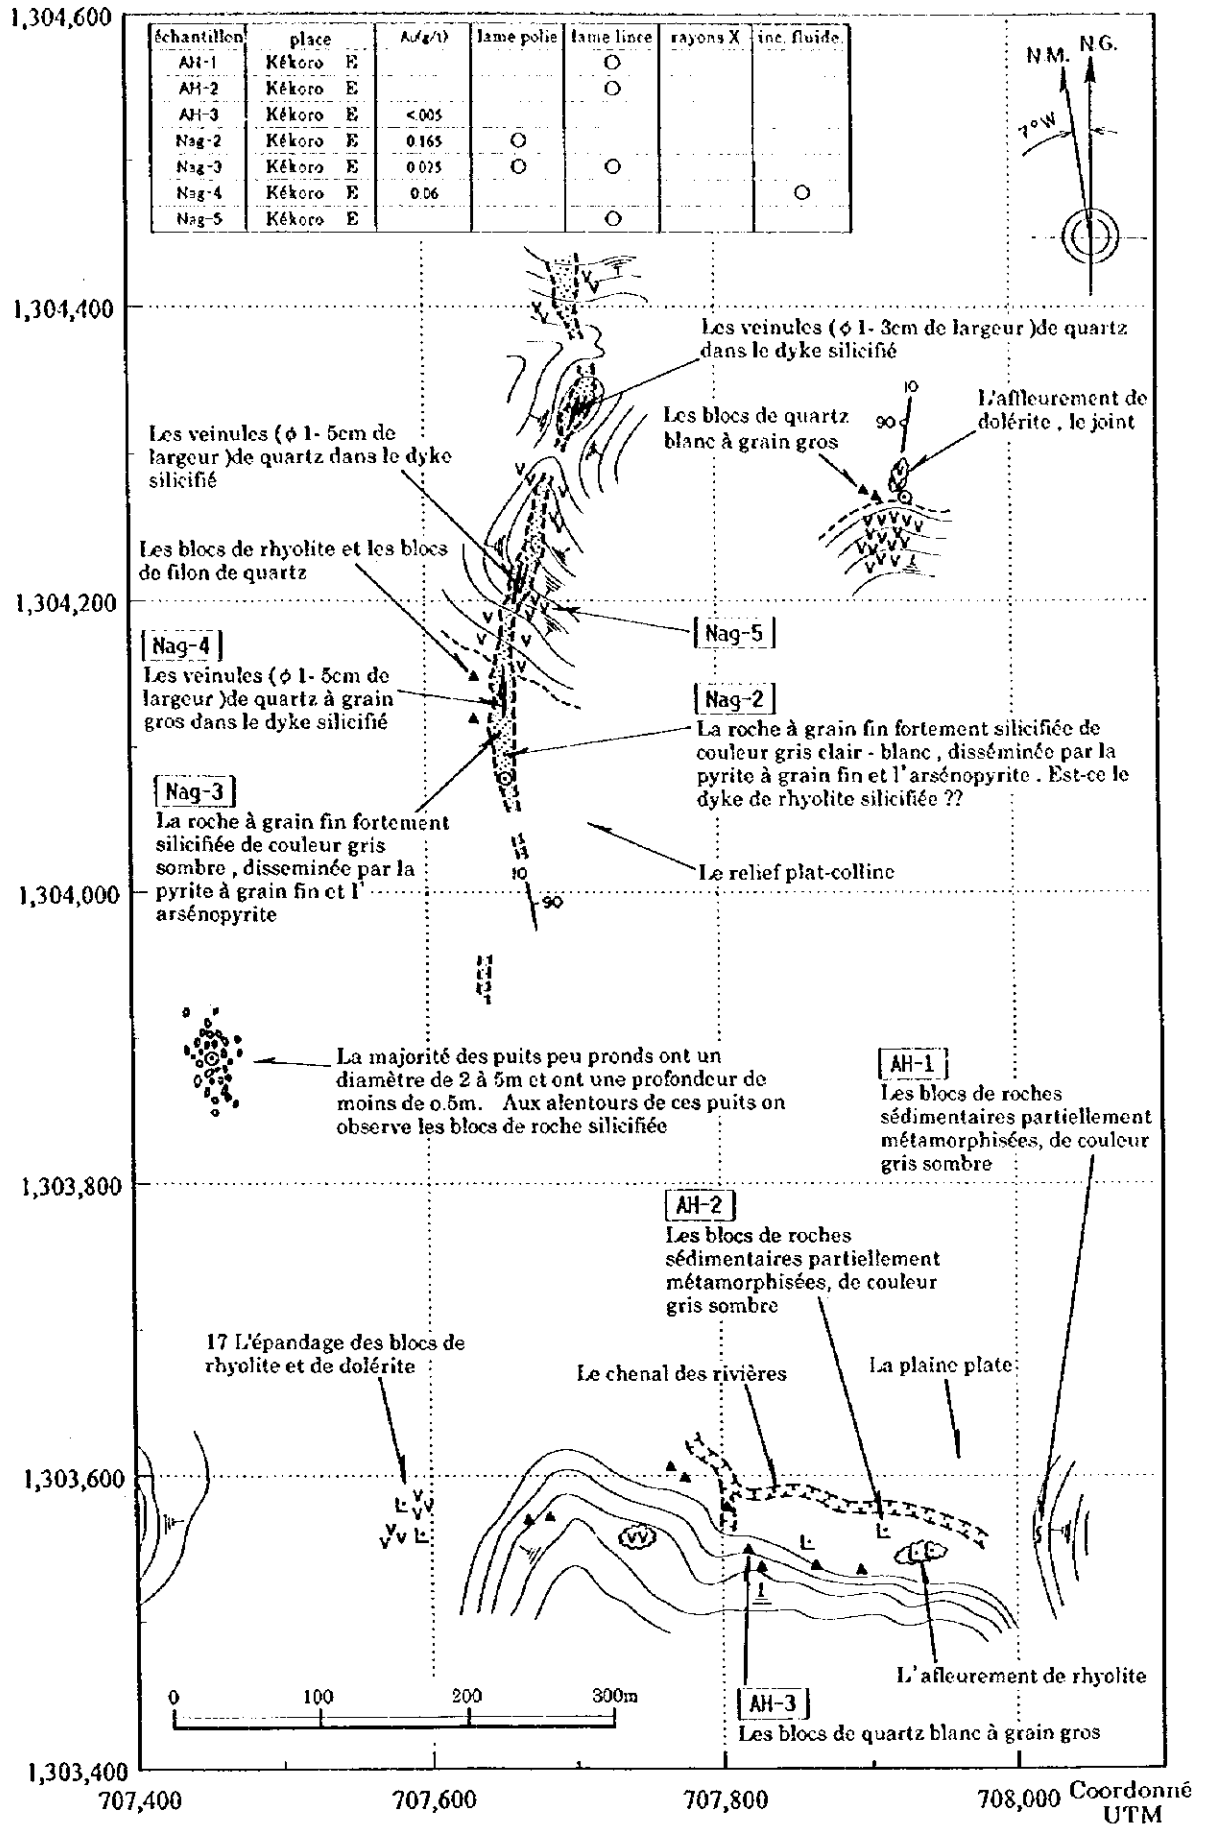 1,304,600
échantillon place Au(g/t) lame polie lame lince rayons X inc. fluide.
AH-1 Kékoro E ○
AH-2 Kékoro E ○
AH-3 Kékoro E <.005
Nag-2 Kékoro E 0.165 ○
Nag-3 Kékoro E 0.025 ○ ○
Nag-4 Kékoro E 0.06 ○
Nag-5 Kékoro E ○
N.M. N.G.
7°W
1,304,400
Les veinules (φ 1- 3cm de largeur )de quartz
dans le dyke silicifié
Les blocs de quartz
blanc à grain gros
10
90
L'affleurement de
dolérite , le joint
Les veinules (φ 1- 5cm de
largeur )de quartz dans le dyke
silicifié
Les blocs de rhyolite et les blocs
de filon de quartz
1,304,200
Nag-5
Nag-4
Les veinules (φ 1- 5cm de
largeur )de quartz à grain
gros dans le dyke silicifié
Nag-2
La roche à grain fin fortement silicifiée de
couleur gris clair - blanc , disséminée par la
pyrite à grain fin et l'arsénopyrite . Est-ce le
dyke de rhyolite silicifiée ??
Nag-3
La roche à grain fin fortement
silicifiée de couleur gris
sombre , disseminée par la
pyrite à grain fin et l'
arsénopyrite
Le relief plat-colline
10
90
1,304,000
La majorité des puits peu pronds ont un
diamètre de 2 à 5m et ont une profondeur de
moins de 0.5m. Aux alentours de ces puits on
observe les blocs de roche silicifiée
AH-1
Les blocs de roches
sédimentaires partiellement
métamorphisées, de couleur
gris sombre
1,303,800
AH-2
Les blocs de roches
sédimentaires partiellement
métamorphisées, de couleur
gris sombre
17 L'épandage des blocs de
rhyolite et de dolérite
Le chenal des rivières
La plaine plate
1,303,600
L'afleurement de rhyolite
0 100 200 300m
AH-3
Les blocs de quartz blanc à grain gros
1,303,400
707,400 707,600 707,800 708,000 Coordonné
UTM